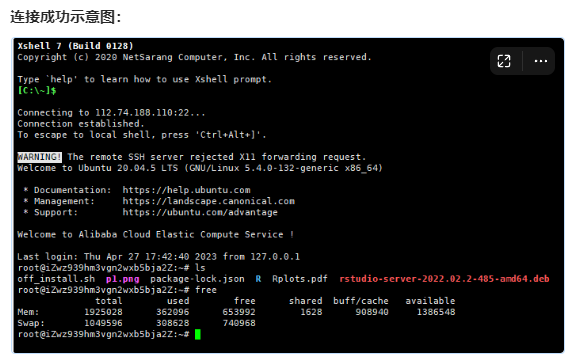 连接成功示意图：
Xshell 7 (Build 0128)
Copyright (c) 2020 NetSarang Computer, Inc. All rights reserved.
Type `help' to learn how to use Xshell prompt.
[C:\~]$
Connecting to 112.74.188.110:22...
Connection established.
To escape to local shell, press 'Ctrl+Alt+]'.
WARNING! The remote SSH server rejected X11 forwarding request.
Welcome to Ubuntu 20.04.5 LTS (GNU/Linux 5.4.0-132-generic x86_64)
* Documentation: https://help.ubuntu.com
* Management: https://landscape.canonical.com
* Support: https://ubuntu.com/advantage
Welcome to Alibaba Cloud Elastic Compute Service !
Last login: Thu Apr 27 17:42:40 2023 from 127.0.0.1
root@iZwz939hm3vgn2wxb5bja2Z:~# ls
off_install.sh p1.png package-lock.json R Rplots.pdf rstudio-server-2022.02.2-485-amd64.deb
root@iZwz939hm3vgn2wxb5bja2Z:~# free
total used free shared buff/cache available
Mem: 1925028 362096 653992 1628 908940 1386548
Swap: 1049596 308628 740968
root@iZwz939hm3vgn2wxb5bja2Z:~#